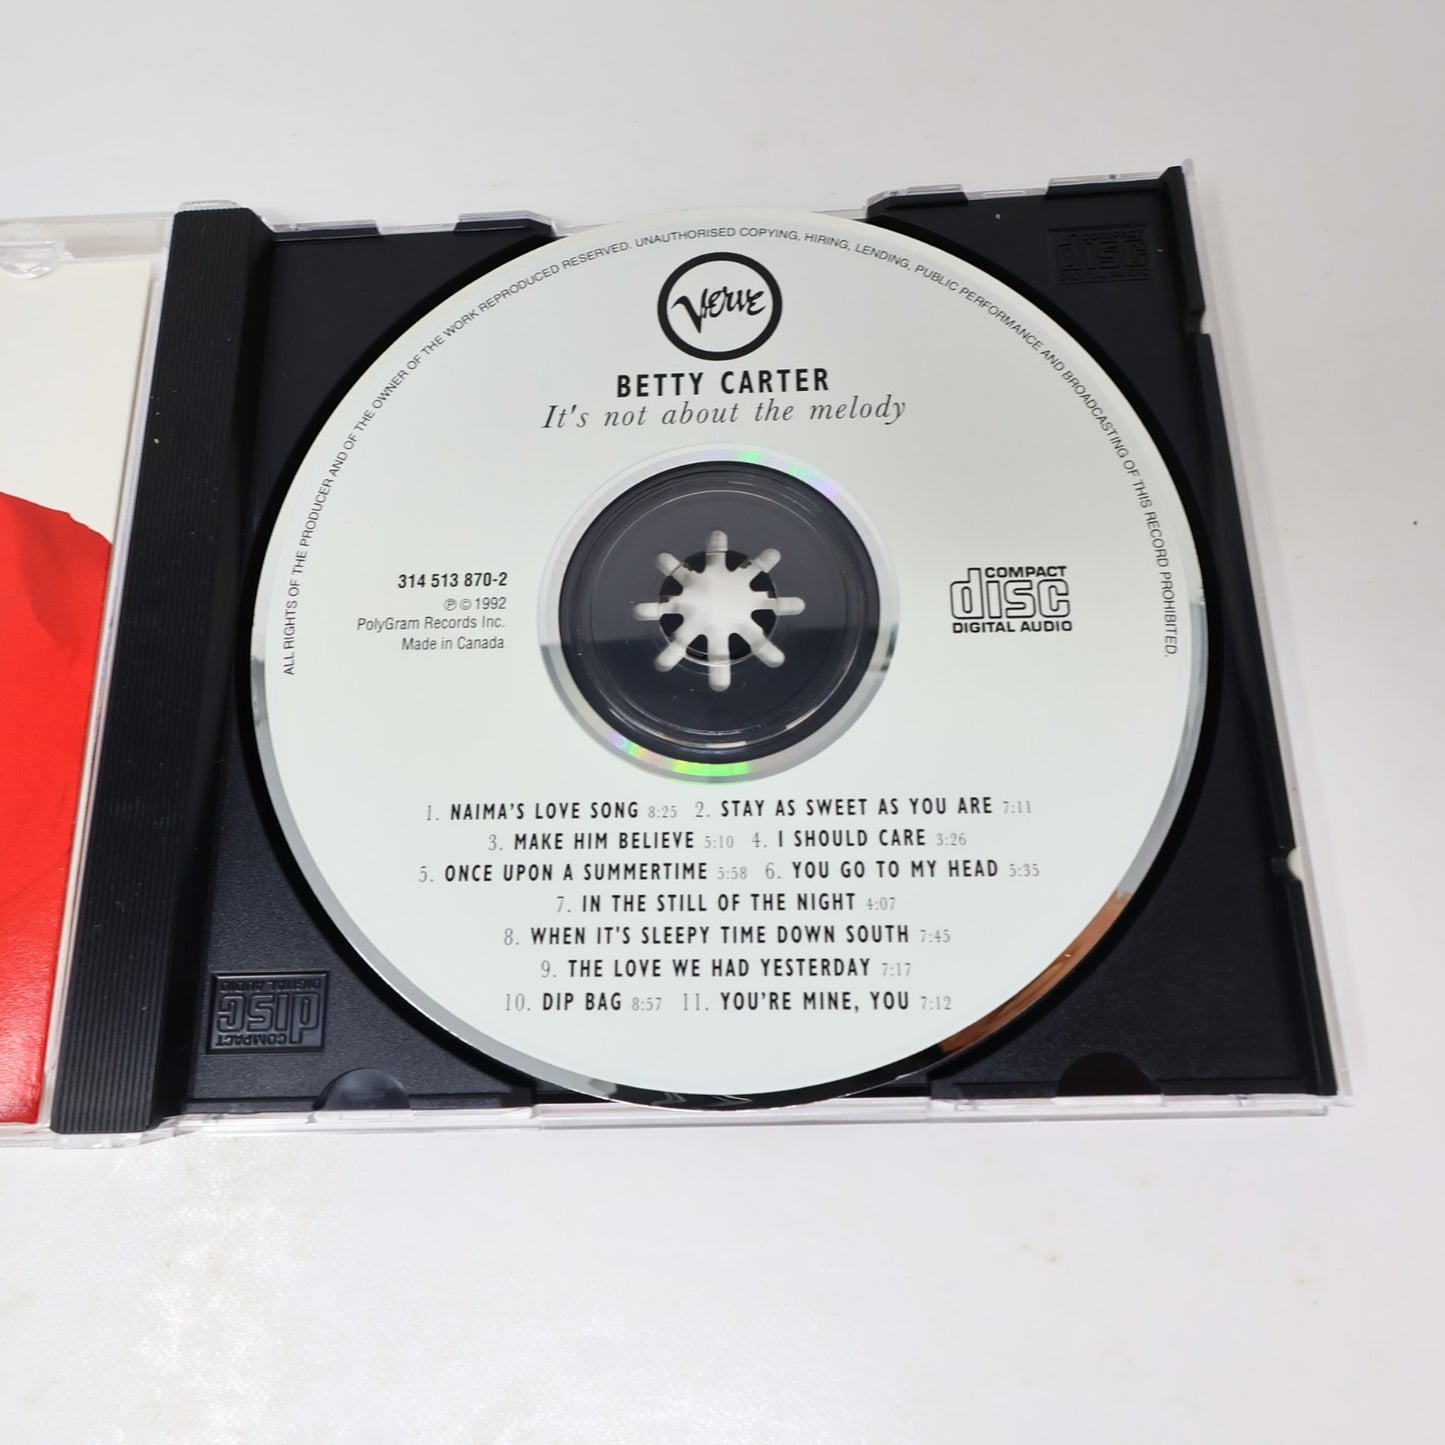 ALL RIGHTS OF THE PRODUCER AND OF THE OWNER OF THE WORK REPRODUCED RESERVED. UNAUTHORISED COPYING, HIRING, LENDING, PUBLIC PERFORMANCE AND BROADCASTING OF THIS RECORD PROHIBITED.
Verve
BETTY CARTER
It's not about the melody
314 513 870-2
℗ © 1992
PolyGram Records Inc.
Made in Canada
COMPACT
disc
DIGITAL AUDIO
1. NAIMA'S LOVE SONG 8:25 2. STAY AS SWEET AS YOU ARE 7:11
3. MAKE HIM BELIEVE 5:10 4. I SHOULD CARE 3:26
5. ONCE UPON A SUMMERTIME 5:58 6. YOU GO TO MY HEAD 5:35
7. IN THE STILL OF THE NIGHT 4:07
8. WHEN IT'S SLEEPY TIME DOWN SOUTH 7:45
9. THE LOVE WE HAD YESTERDAY 7:17
10. DIP BAG 8:57 11. YOU'RE MINE, YOU 7:12
COMPACT
disc
DIGITAL AUDIO
COMPACT
disc
DIGITAL AUDIO